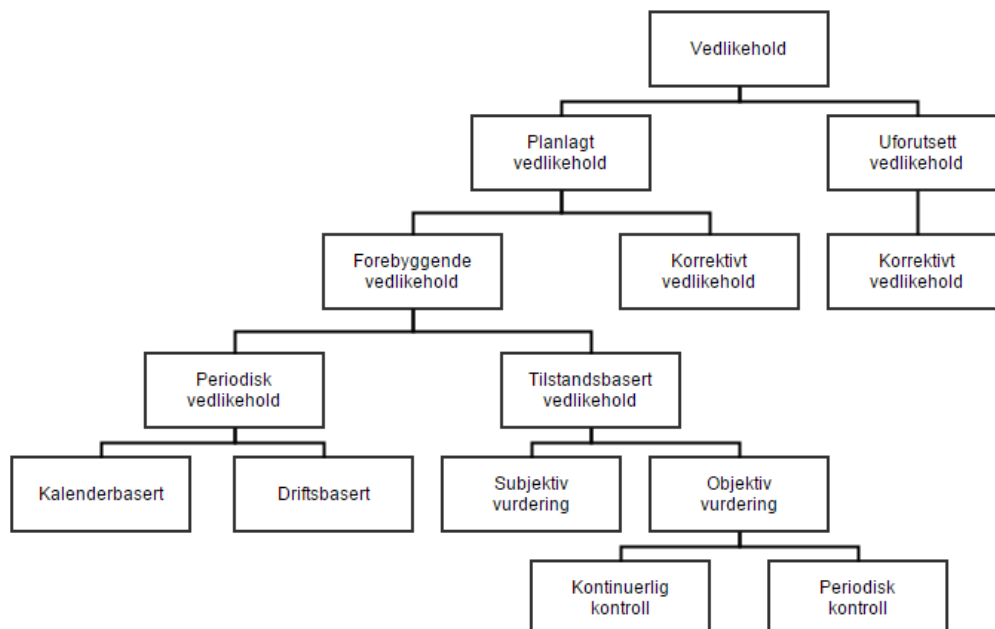 Vedlikehold
Planlagt
vedlikehold
Uforutsett
vedlikehold
Forebyggende
vedlikehold
Korrektivt
vedlikehold
Korrektivt
vedlikehold
Periodisk
vedlikehold
Tilstandsbasert
vedlikehold
Kalenderbasert
Driftsbasert
Subjektiv
vurdering
Objektiv
vurdering
Kontinuerlig
kontroll
Periodisk
kontroll